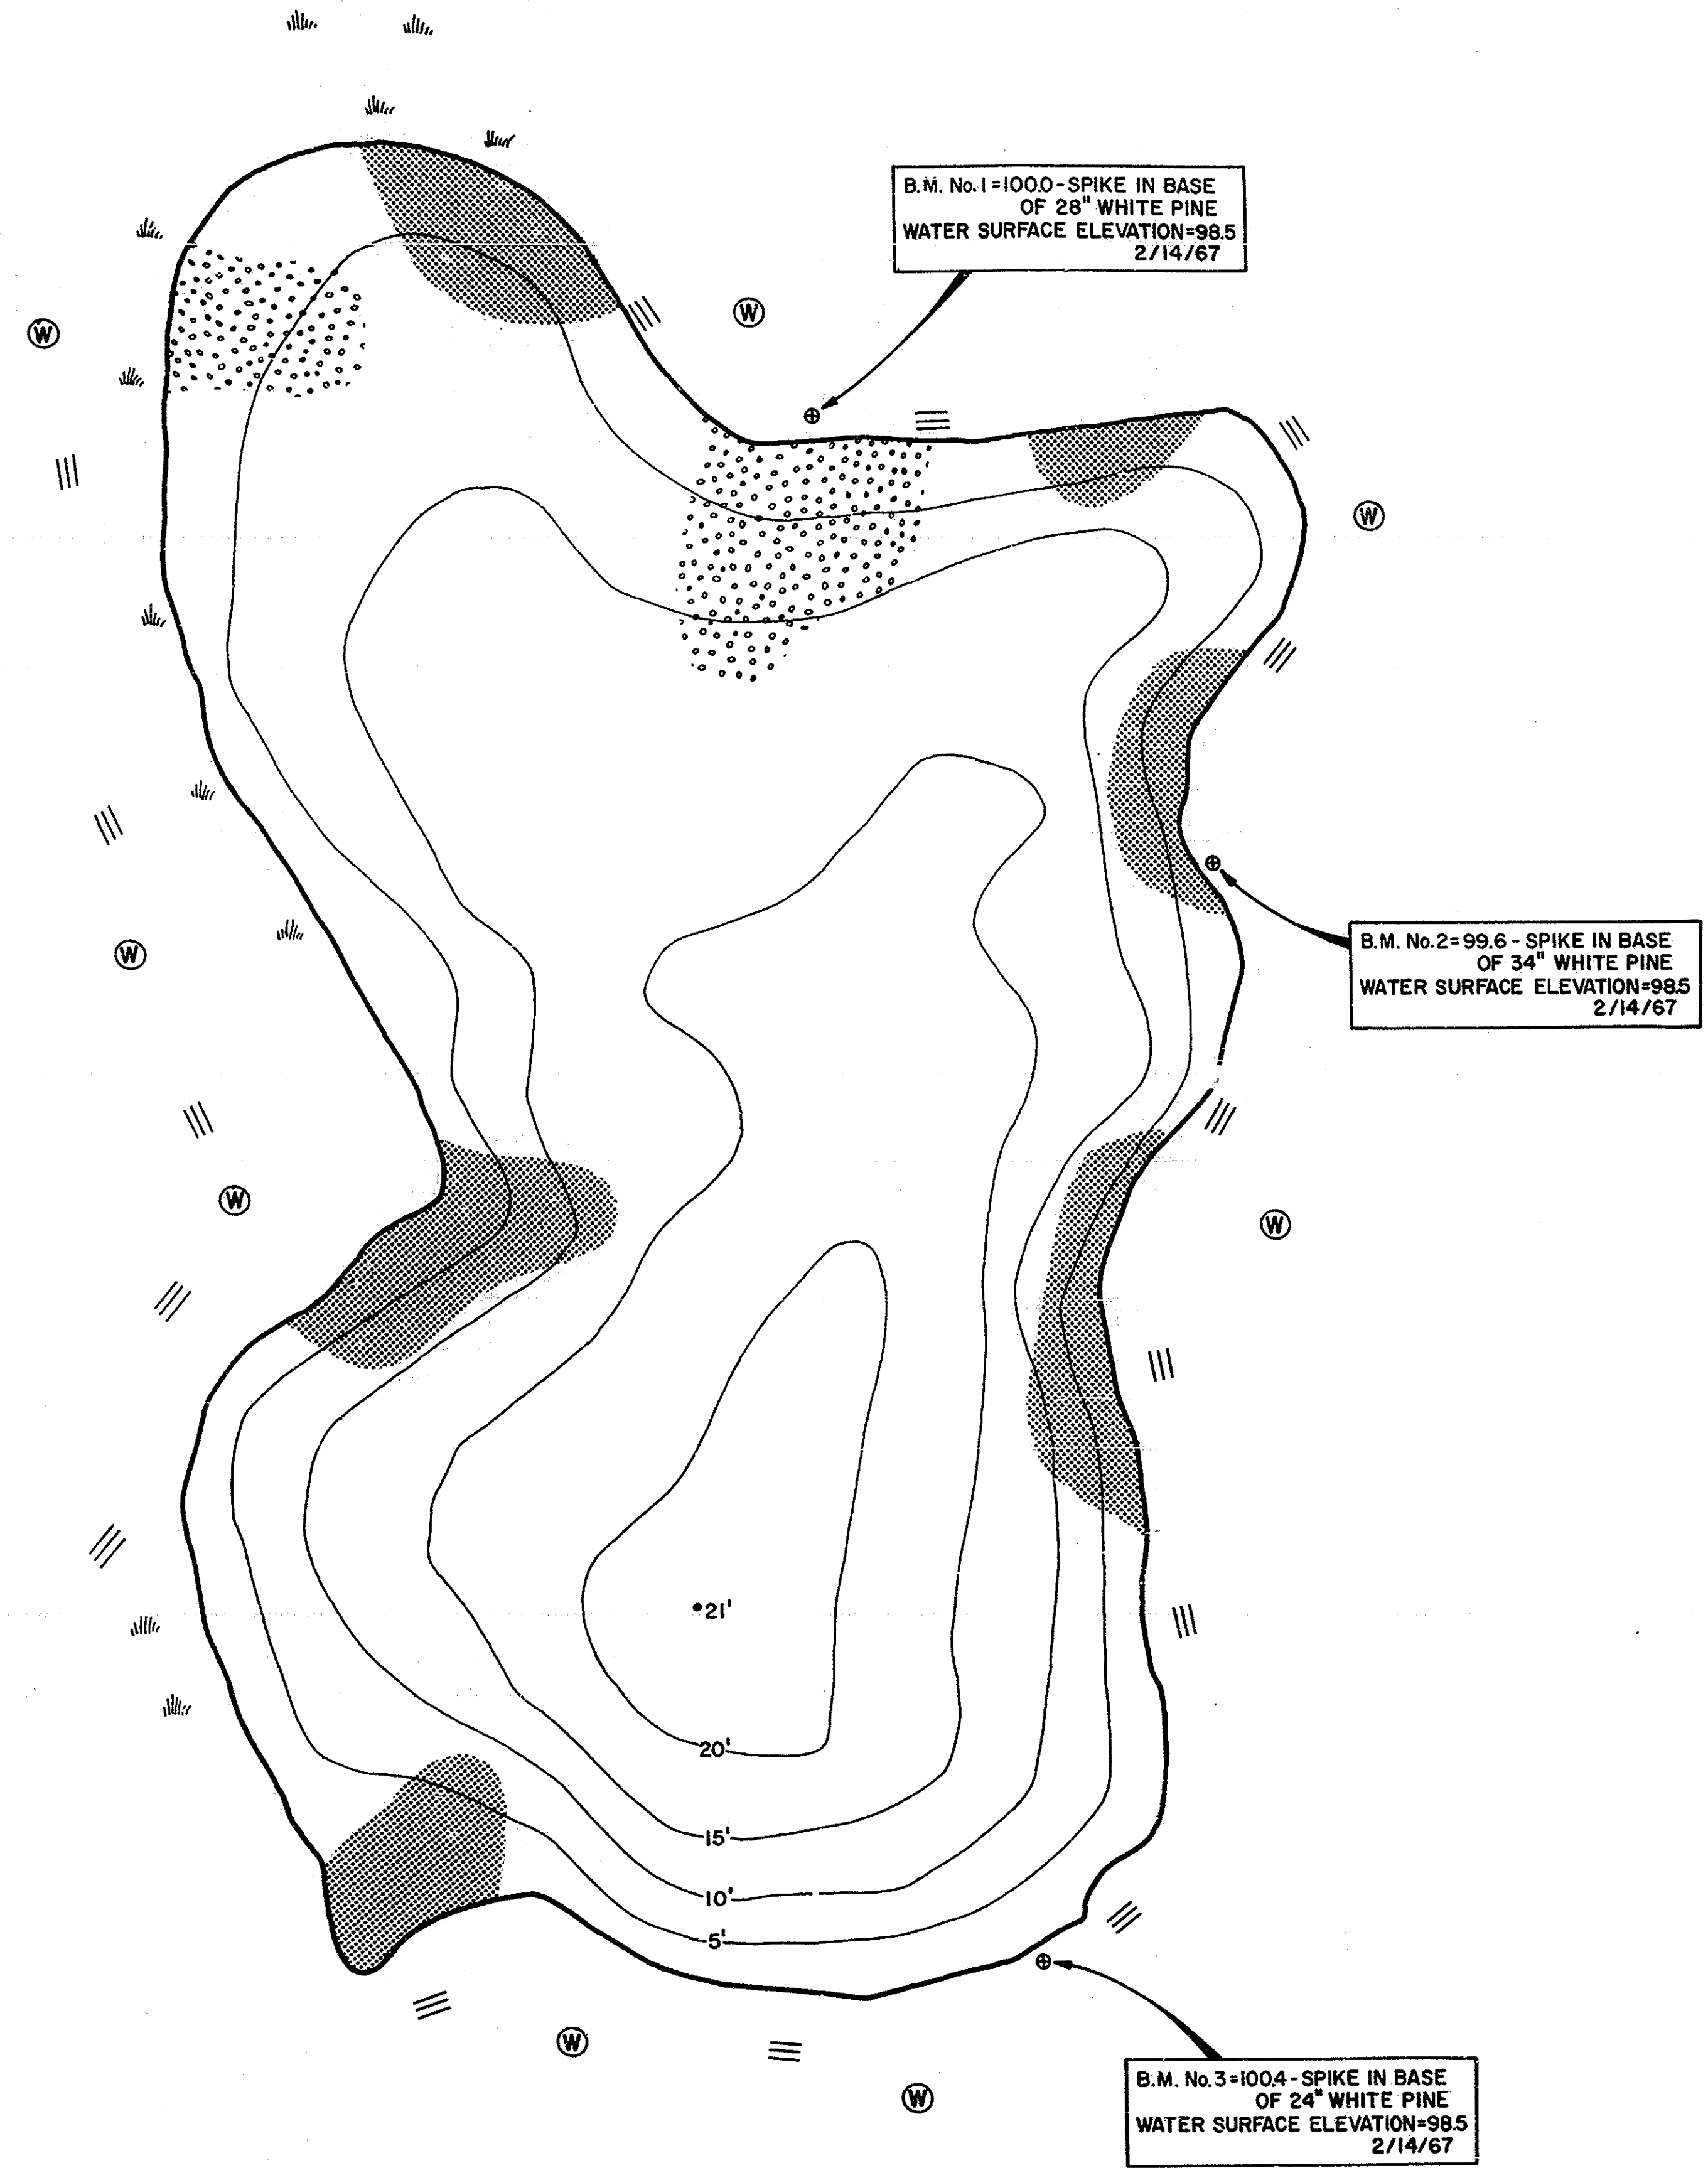 B.M. No. 1=100.0-SPIKE IN BASE
OF 28" WHITE PINE
WATER SURFACE ELEVATION=98.5
2/14/67
W
W
W
B.M. No.2=99.6-SPIKE IN BASE
OF 34" WHITE PINE
WATER SURFACE ELEVATION=98.5
2/14/67
W
W
W
21'
20'
15'
10'
5'
W
W
B.M. No.3=100.4-SPIKE IN BASE
OF 24" WHITE PINE
WATER SURFACE ELEVATION=98.5
2/14/67